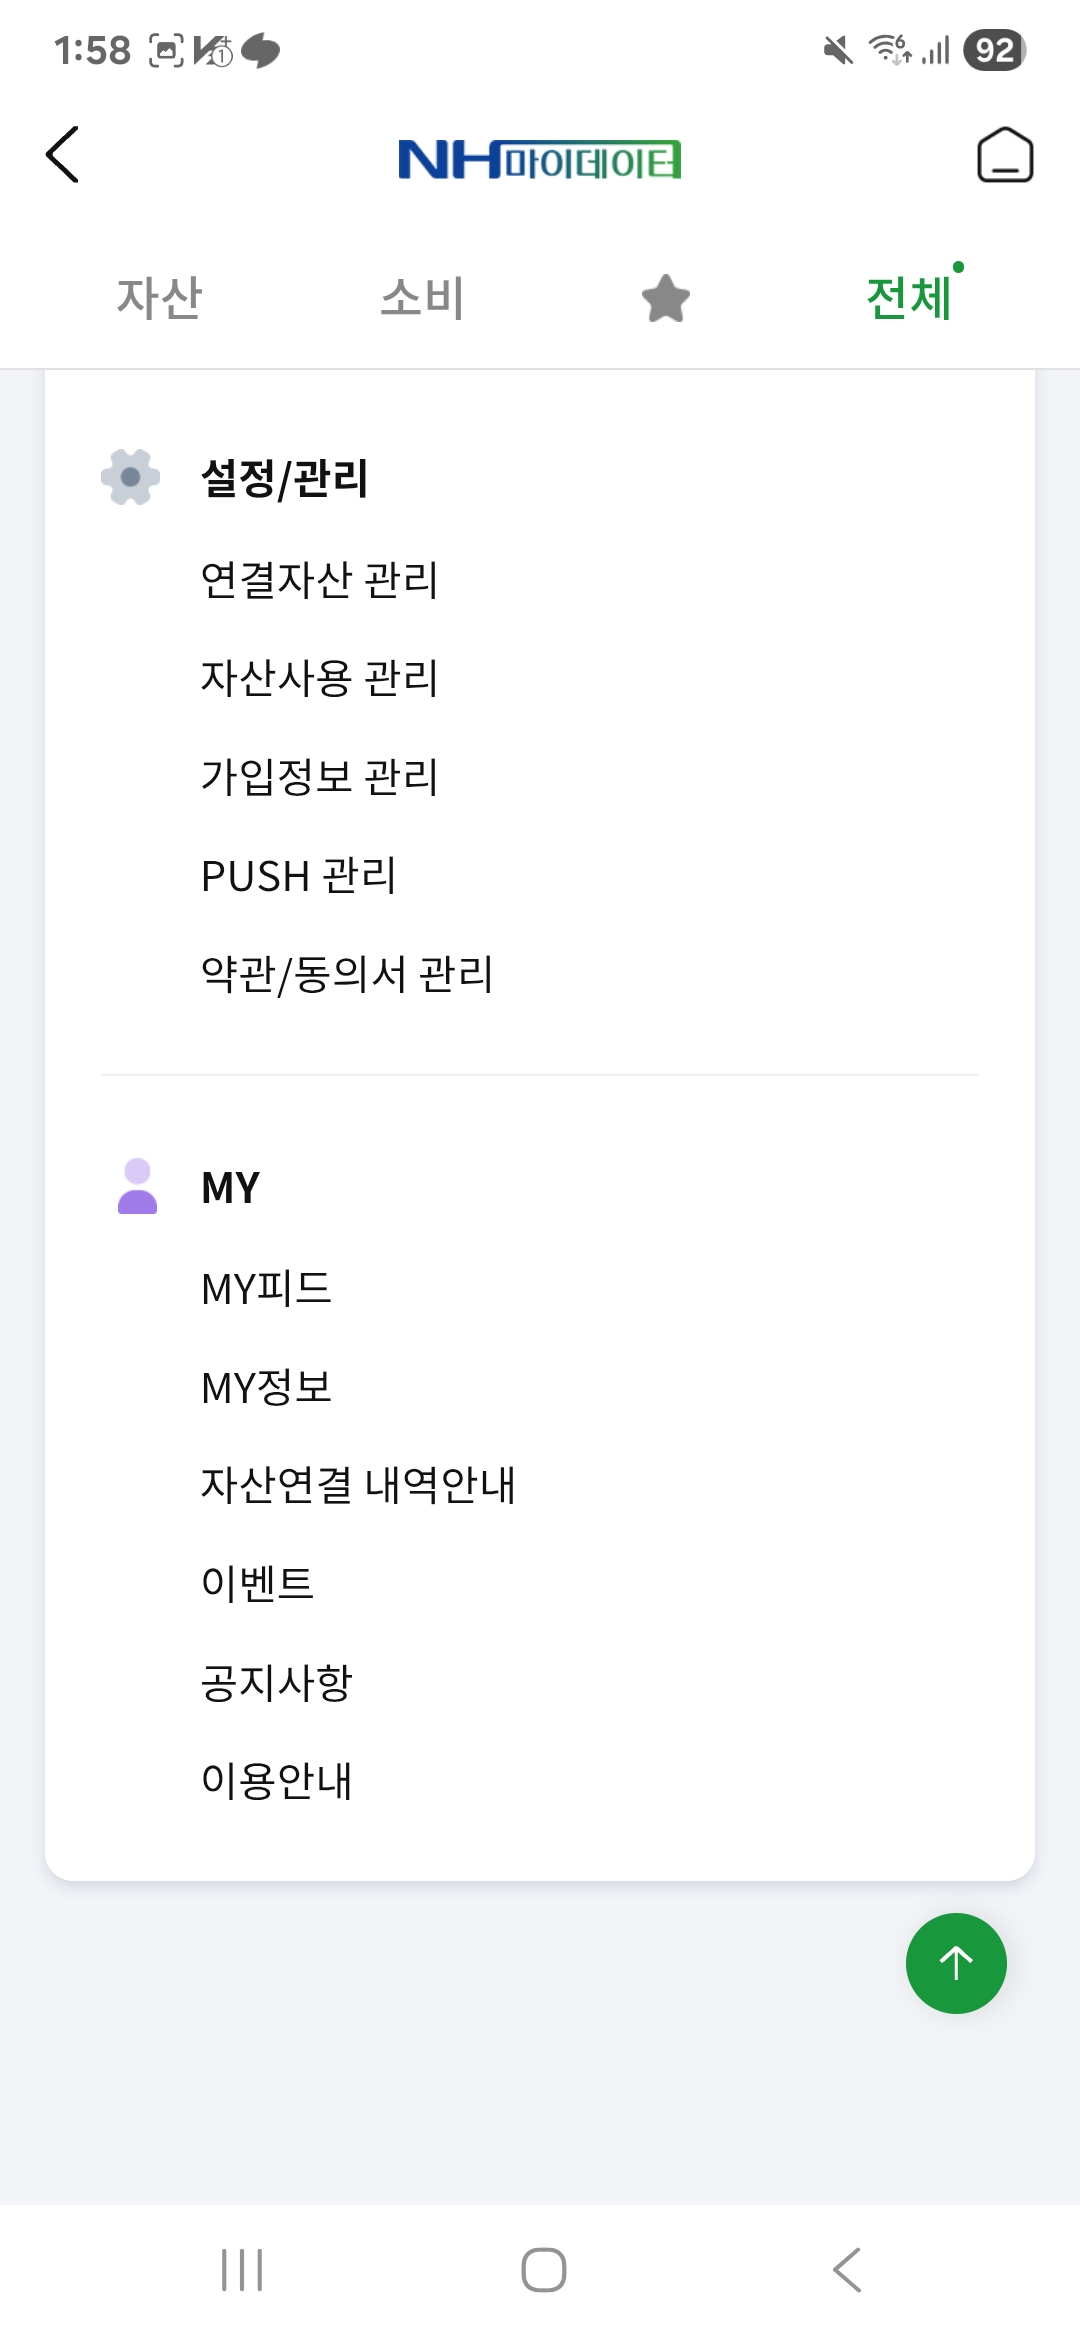 1:58
92
NH마이데이터
자산
소비
전체
설정/관리
연결자산 관리
자산사용 관리
가입정보 관리
PUSH 관리
약관/동의서 관리
MY
MY피드
MY정보
자산연결 내역안내
이벤트
공지사항
이용안내